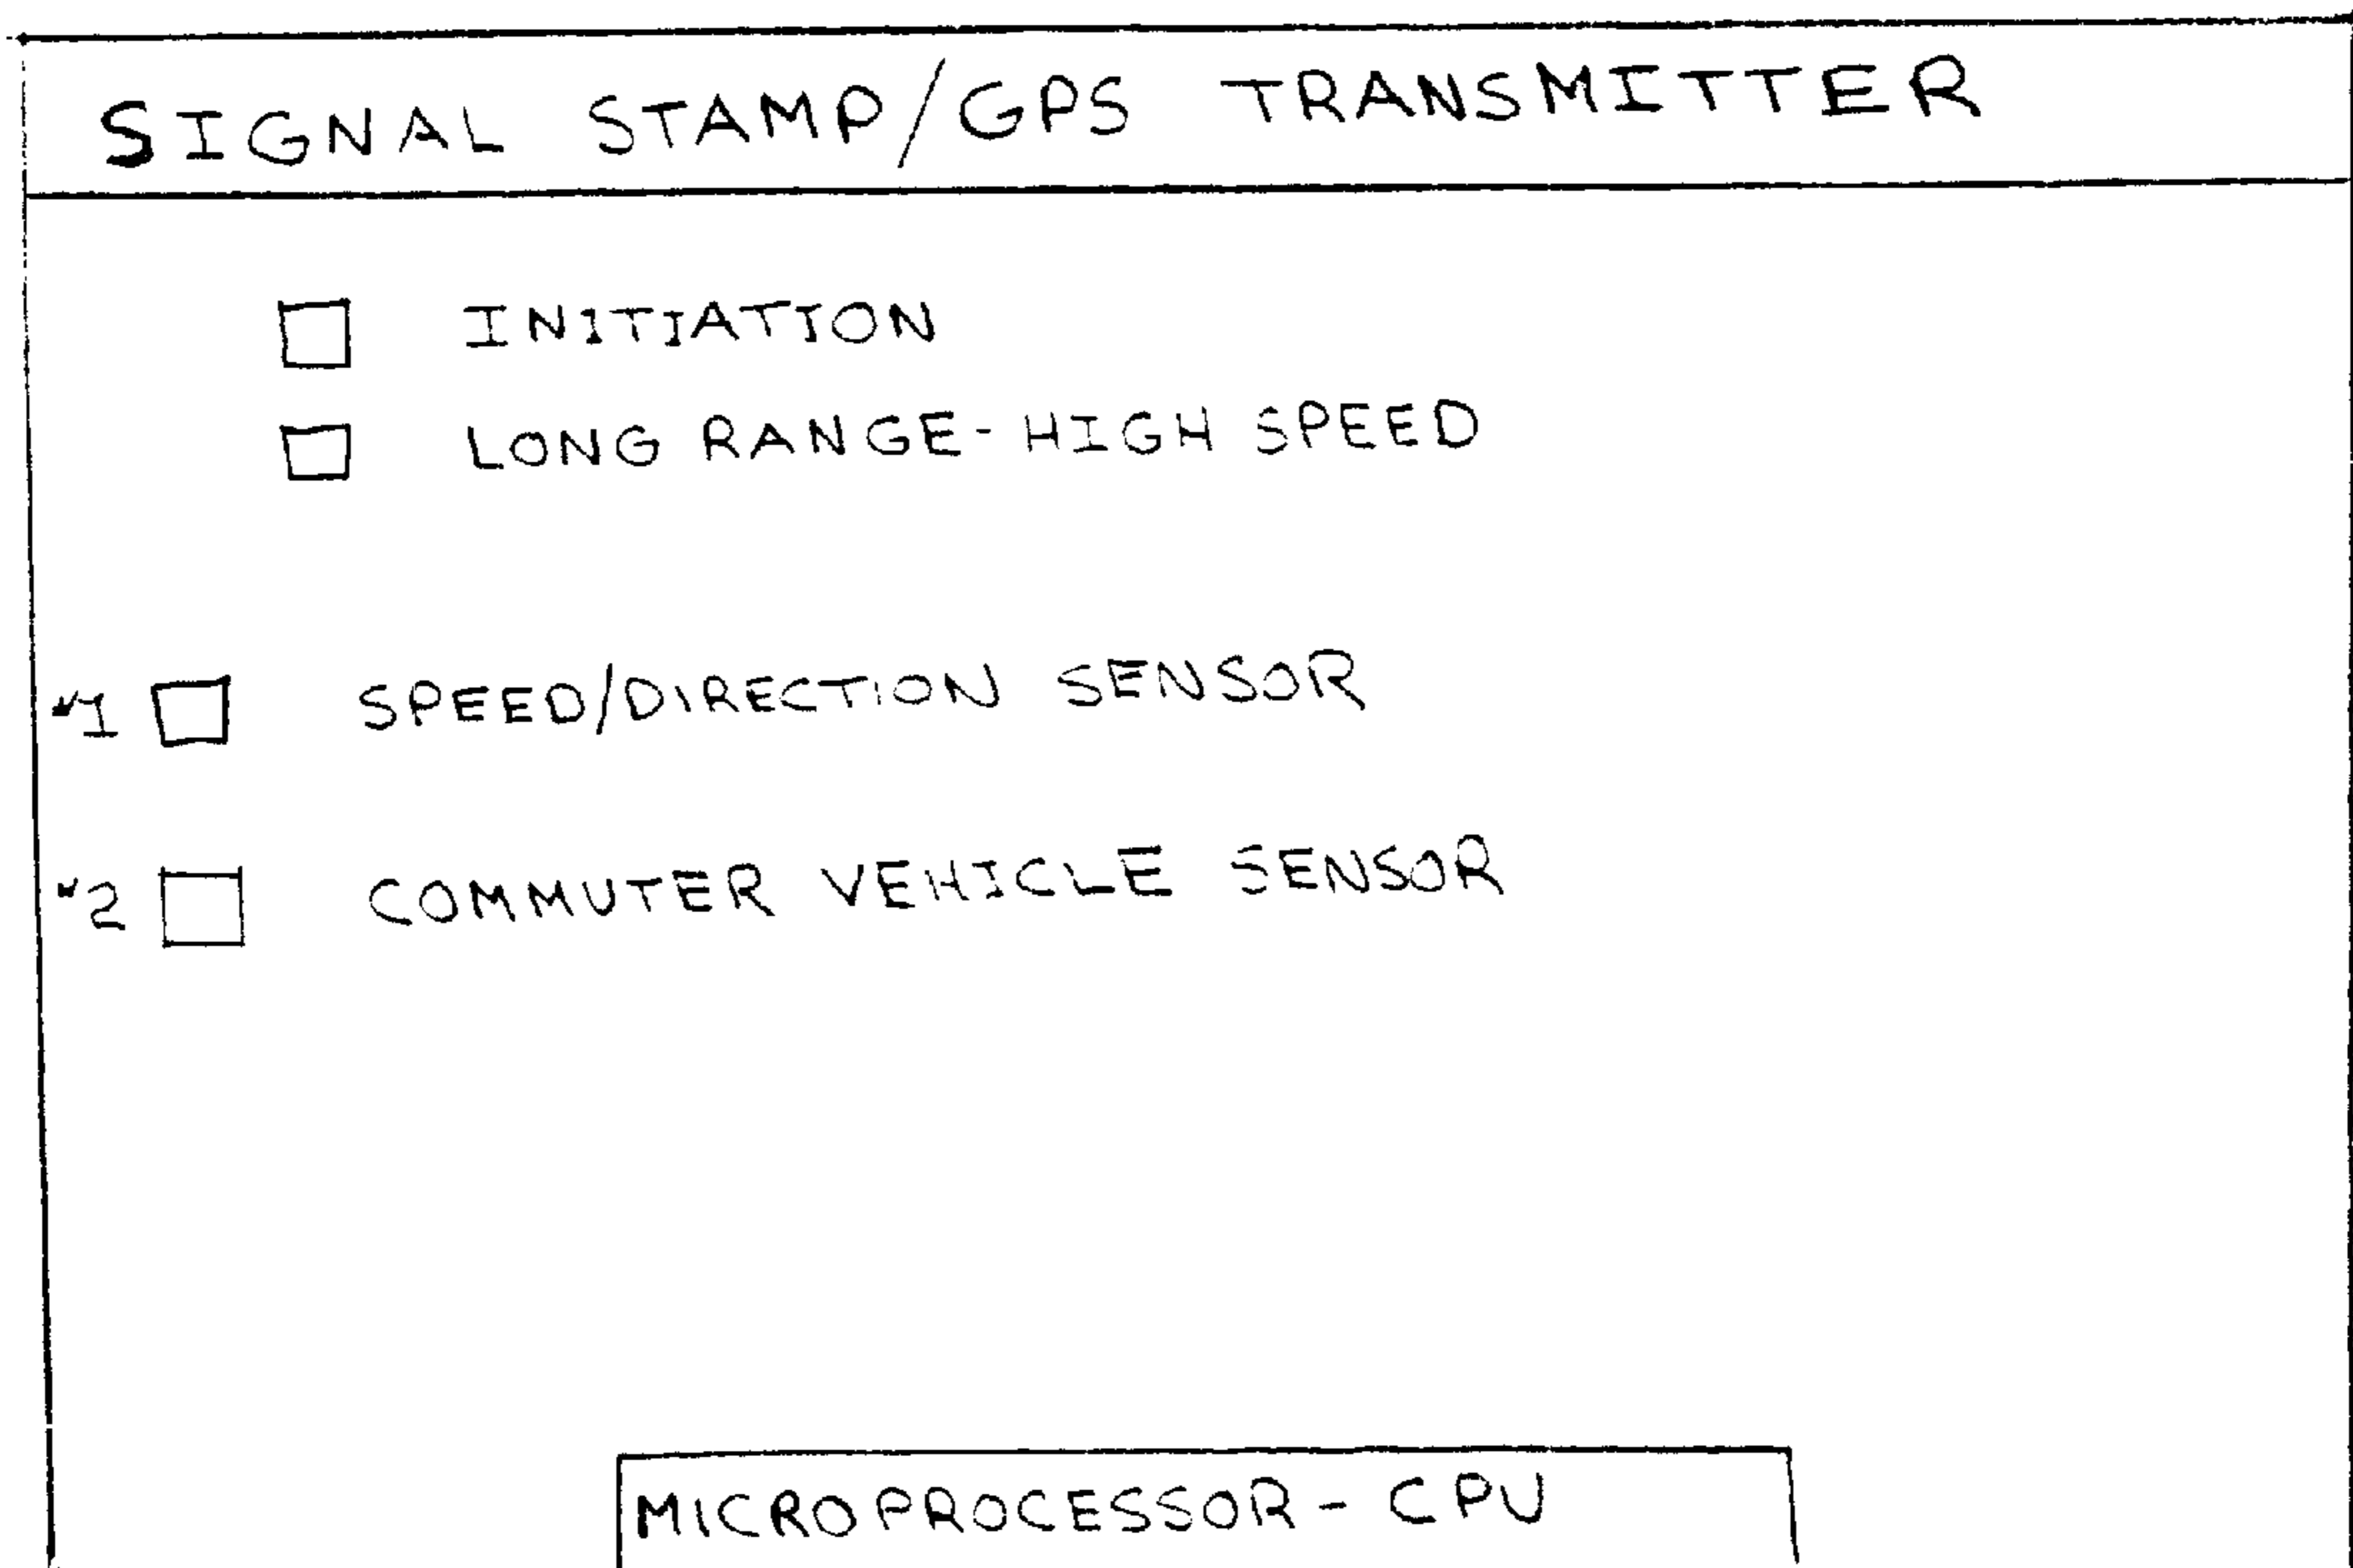 SIGNAL STAMP/GPS TRANSMITTER
INITIATION
LONG RANGE-HIGH SPEED
#1 SPEED/DIRECTION SENSOR
#2 COMMUTER VEHICLE SENSOR
MICROPROCESSOR - CPU